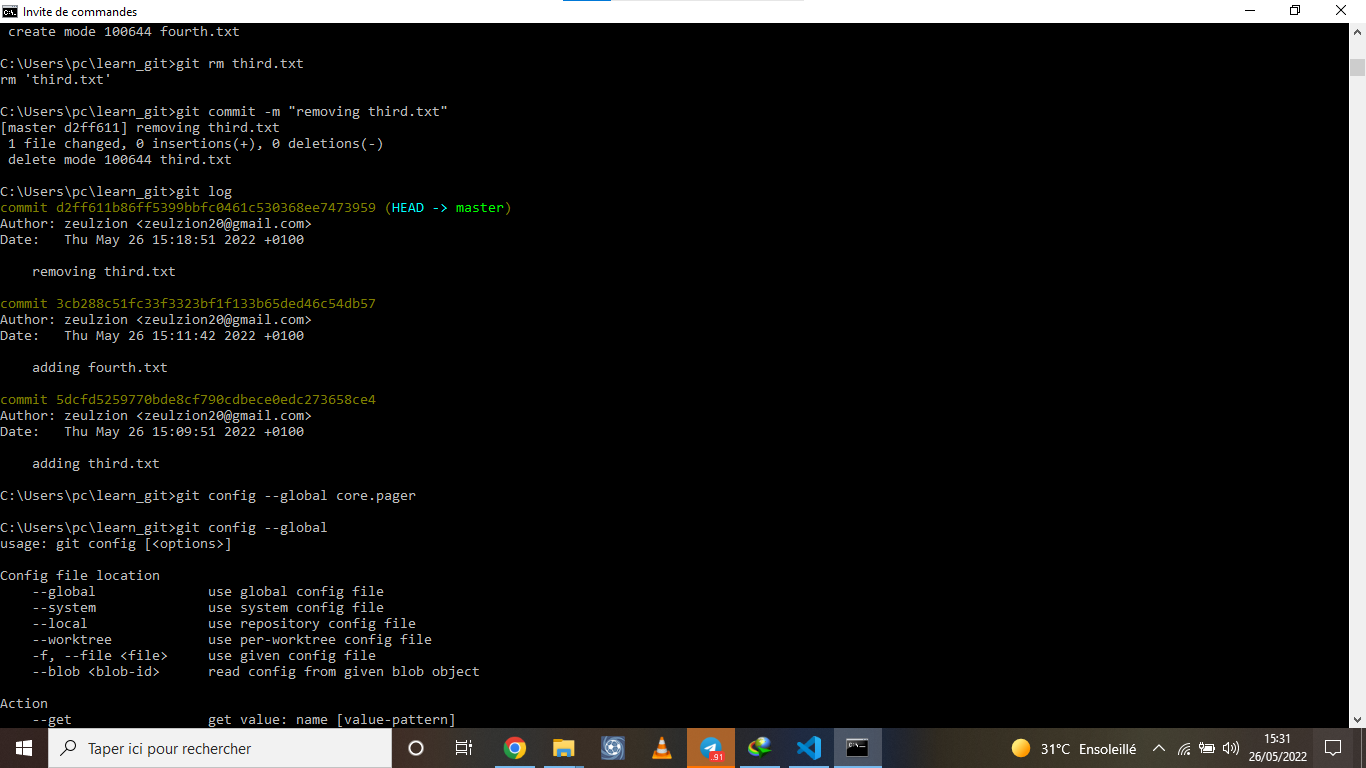 Invite de commandes
 create mode 100644 fourth.txt
C:\Users\pc\learn_git>git rm third.txt
rm 'third.txt'
C:\Users\pc\learn_git>git commit -m "removing third.txt"
[master d2ff611] removing third.txt
 1 file changed, 0 insertions(+), 0 deletions(-)
 delete mode 100644 third.txt
C:\Users\pc\learn_git>git log
commit d2ff611b86ff5399bbfc0461c530368ee7473959 (HEAD -> master)
Author: zeulzion <zeulzion20@gmail.com>
Date:   Thu May 26 15:18:51 2022 +0100
    removing third.txt
commit 3cb288c51fc33f3323bf1f133b65ded46c54db57
Author: zeulzion <zeulzion20@gmail.com>
Date:   Thu May 26 15:11:42 2022 +0100
    adding fourth.txt
commit 5dcfd5259770bde8cf790cdbece0edc273658ce4
Author: zeulzion <zeulzion20@gmail.com>
Date:   Thu May 26 15:09:51 2022 +0100
    adding third.txt
C:\Users\pc\learn_git>git config --global core.pager
C:\Users\pc\learn_git>git config --global
usage: git config [<options>]
Config file location
    --global              use global config file
    --system              use system config file
    --local               use repository config file
    --worktree            use per-worktree config file
    -f, --file <file>     use given config file
    --blob <blob-id>      read config from given blob object
Action
    --get                 get value: name [value-pattern]
Taper ici pour rechercher
91
31°C Ensoleillé
15:31
26/05/2022